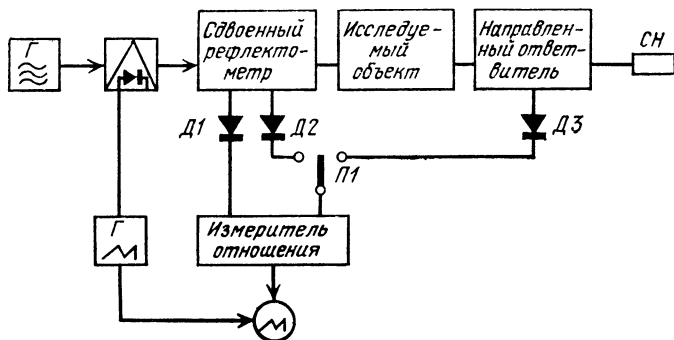 Г
Сдвоенный
рефлекто-
метр
Исследуе-
мый
объект
Направлен-
ный ответ-
витель
СН
Д1
Д2
Д3
П1
Г
Измеритель
отношения